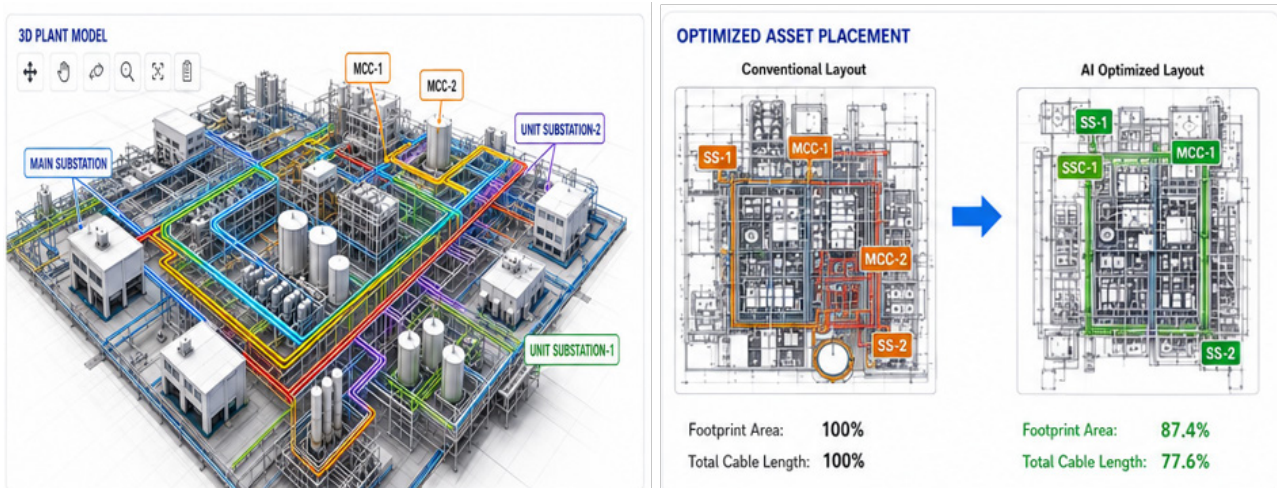 3D PLANT MODEL
MCC-1
MCC-2
UNIT SUBSTATION-2
MAIN SUBSTATION
UNIT SUBSTATION-1
OPTIMIZED ASSET PLACEMENT
Conventional Layout
AI Optimized Layout
SS-1
MCC-1
MCC-2
SS-2
SS-1
SSC-1
MCC-1
SS-2
Footprint Area: 100%
Total Cable Length: 100%
Footprint Area: 87.4%
Total Cable Length: 77.6%